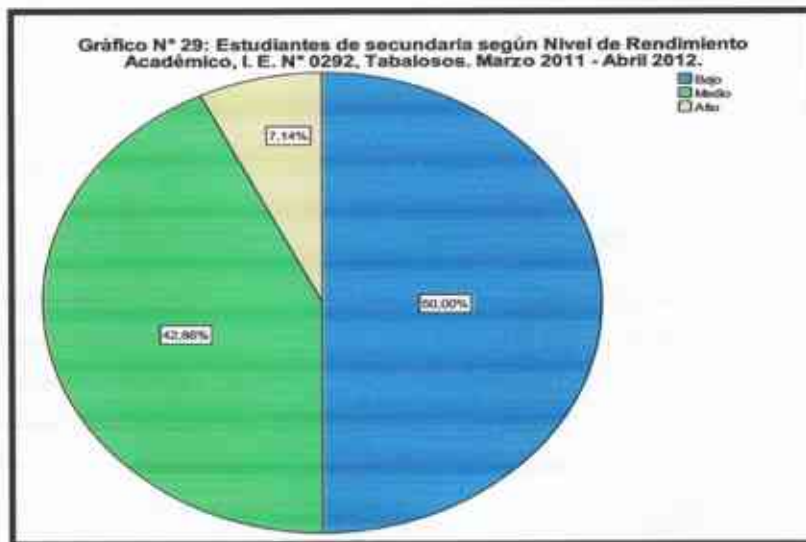 Gráfico N° 29: Estudiantes de secundaria según Nivel de Rendimiento
Académico, I. E. N° 0292, Tabalosos. Marzo 2011 - Abril 2012.
Bajo
Medio
Alto
7,14%
50,00%
42,86%